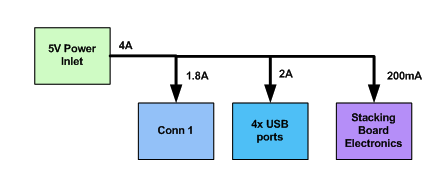 5V Power
Inlet
4A
1.8A
2A
200mA
Conn 1
4x USB
ports
Stacking
Board
Electronics